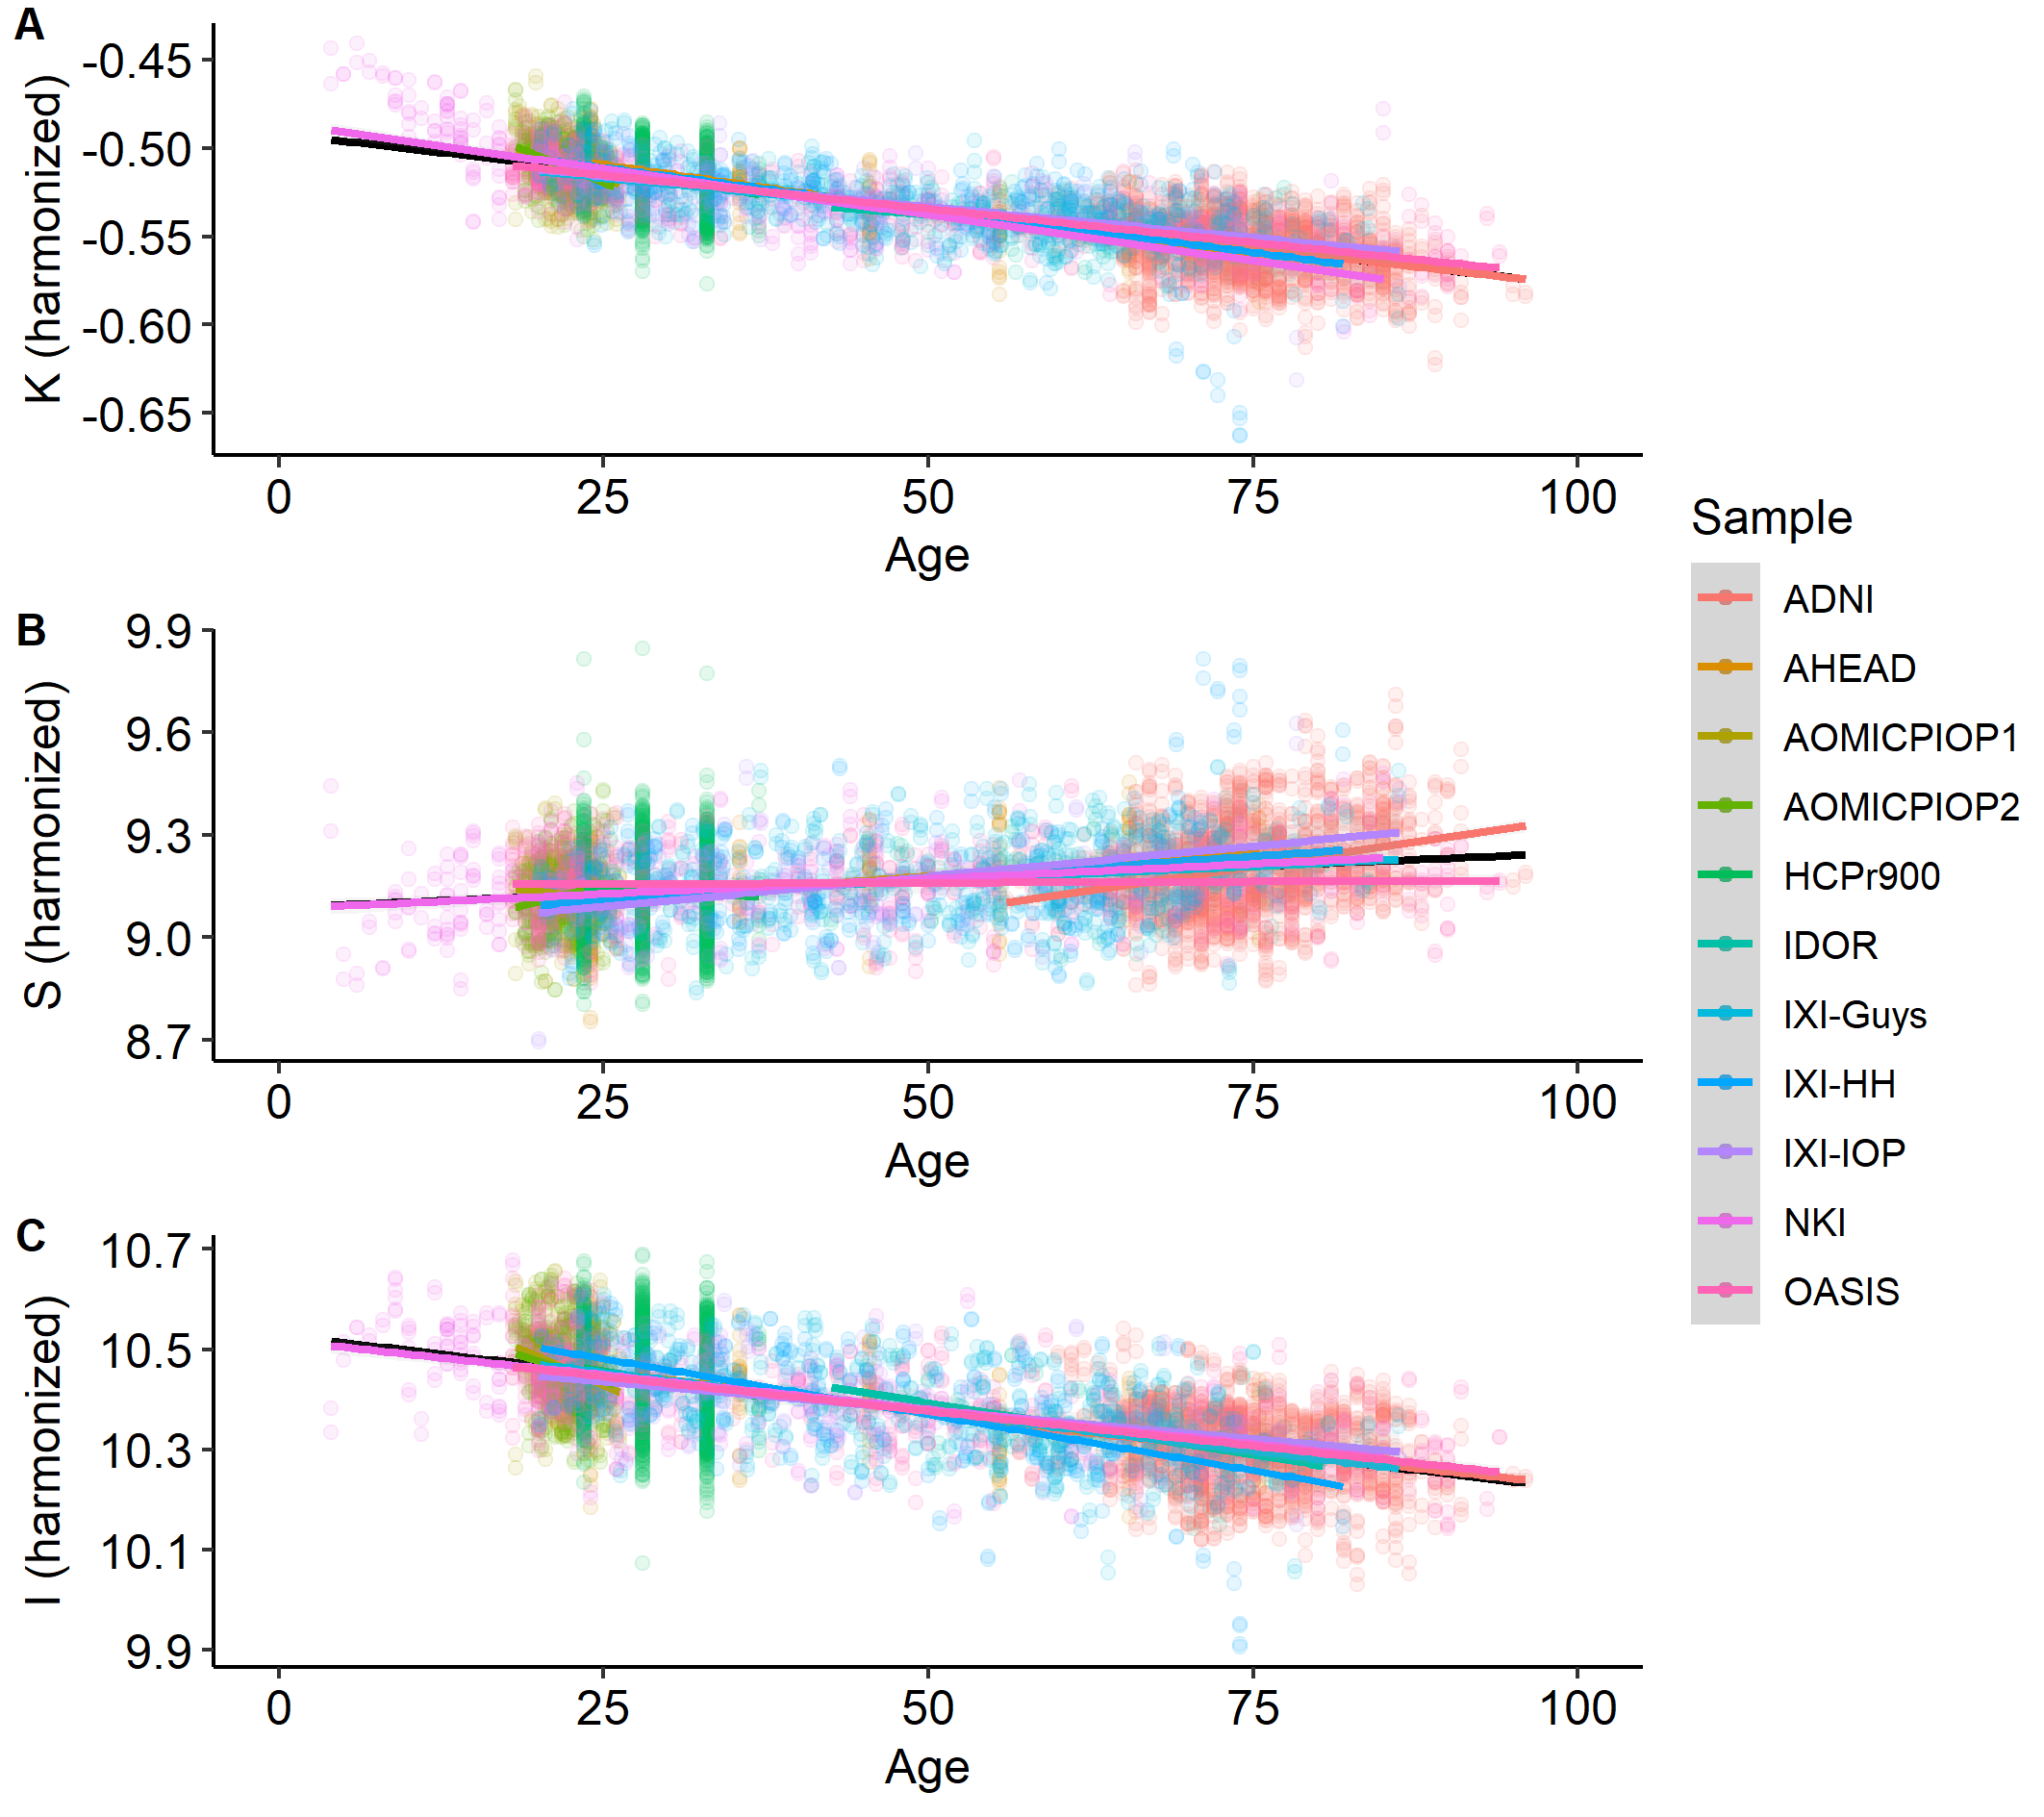 A
K (harmonized)
-0.45
-0.50
-0.55
-0.60
-0.65
0 25 50 75 100
Age
B
S (harmonized)
9.9
9.6
9.3
9.0
8.7
0 25 50 75 100
Age
C
I (harmonized)
10.7
10.5
10.3
10.1
9.9
0 25 50 75 100
Age
Sample
ADNI
AHEAD
AOMICPIOP1
AOMICPIOP2
HCPr900
IDOR
IXI-Guys
IXI-HH
IXI-IOP
NKI
OASIS